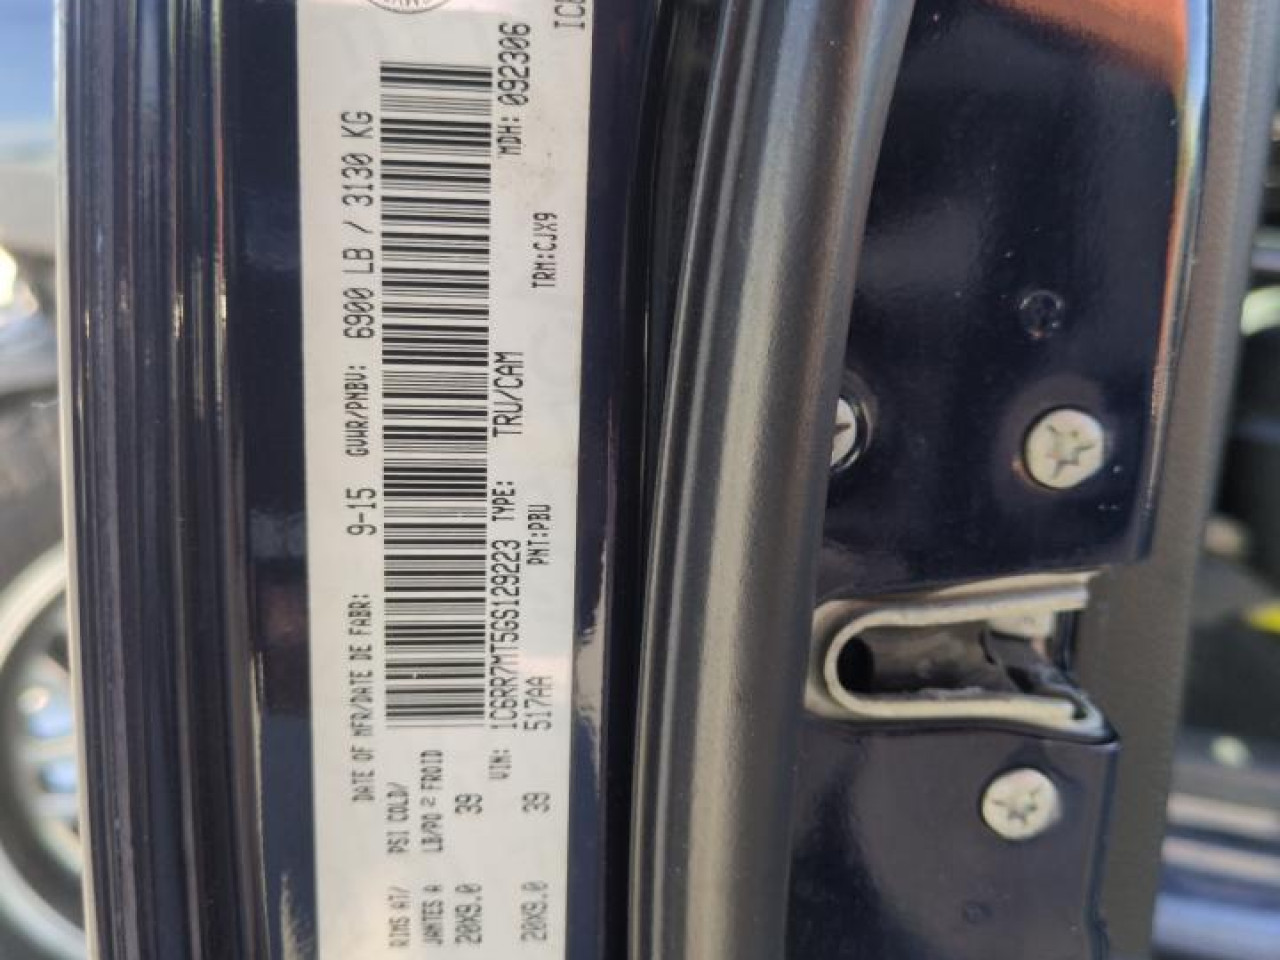 DATE OF MFR/DATE DE FABR: 9-15 GVWR/PNBV: 6900 LB / 3130 KG
RIMS AT/ PSI COLD/
JANTES A LB/PO 2 FROID
20X9.0 39
VIN: 1C6RR7MT5GS129223 TYPE: TRU/CAM MDH: 092306
20X9.0 39 517AA PNT:PBU TRM:CJX9